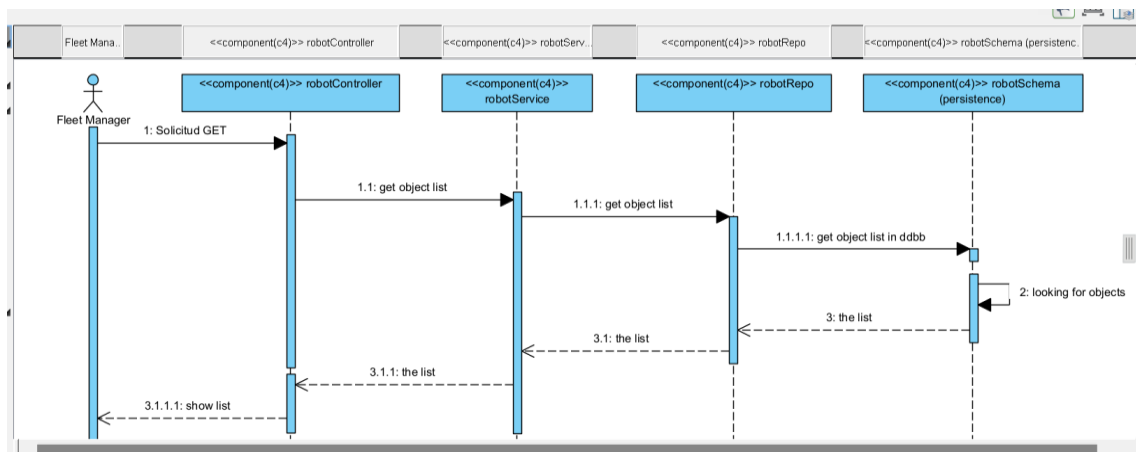 Fleet Mana..
<<component(c4)>> robotController
<<component(c4)>> robotServ...
<<component(c4)>> robotRepo
<<component(c4)>> robotSchema (persistenc.
<<component(c4)>> robotController
<<component(c4)>>
robotService
<<component(c4)>> robotRepo
<<component(c4)>> robotSchema
(persistence)
Fleet Manager
1: Solicitud GET
1.1: get object list
1.1.1: get object list
1.1.1.1: get object list in ddbb
2: looking for objects
3: the list
3.1: the list
3.1.1: the list
3.1.1.1: show list